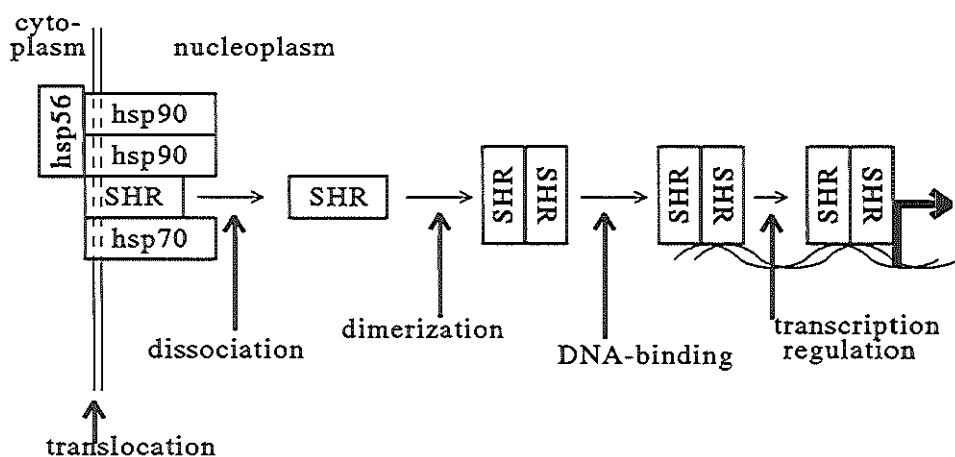 cyto-
plasm
nucleoplasm
hsp56
hsp90
hsp90
SHR
hsp70
SHR
SHR
SHR
SHR
SHR
SHR
SHR
dissociation
dimerization
DNA-binding
transcription
regulation
translocation